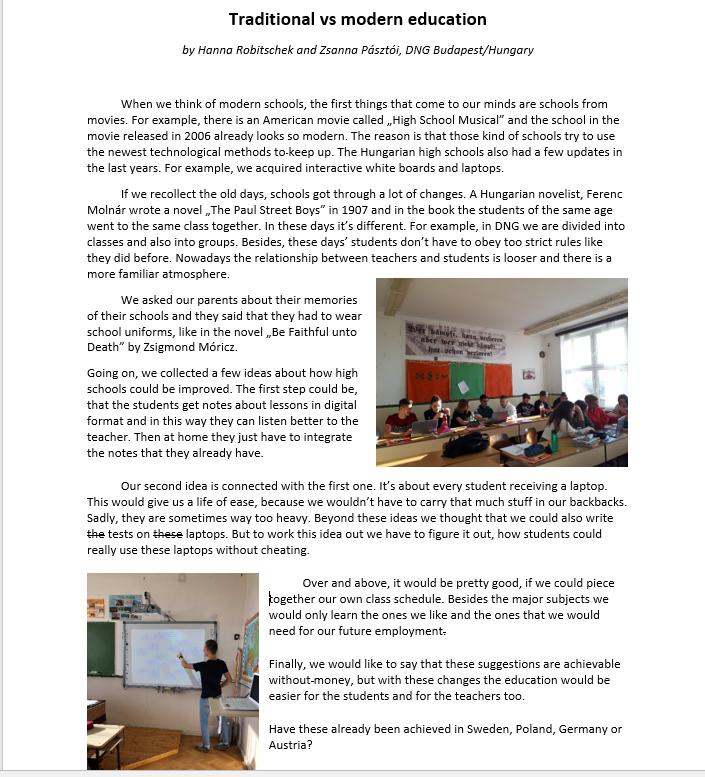 Traditional vs modern education
by Hanna Robitschek and Zsanna Pásztói, DNG Budapest/Hungary
When we think of modern schools, the first things that come to our minds are schools from
movies. For example, there is an American movie called „High School Musical” and the school in the
movie released in 2006 already looks so modern. The reason is that those kind of schools try to use
the newest technological methods to keep up. The Hungarian high schools also had a few updates in
the last years. For example, we acquired interactive white boards and laptops.
If we recollect the old days, schools got through a lot of changes. A Hungarian novelist, Ferenc
Molnár wrote a novel „The Paul Street Boys” in 1907 and in the book the students of the same age
went to the same class together. In these days it’s different. For example, in DNG we are divided into
classes and also into groups. Besides, these days’ students don’t have to obey too strict rules like
they did before. Nowadays the relationship between teachers and students is looser and there is a
more familiar atmosphere.
We asked our parents about their memories
of their schools and they said that they had to wear
school uniforms, like in the novel „Be Faithful unto
Death” by Zsigmond Móricz.
Going on, we collected a few ideas about how high
schools could be improved. The first step could be,
that the students get notes about lessons in digital
format and in this way they can listen better to the
teacher. Then at home they just have to integrate
the notes that they already have.
Wer kämpft, kann verlieren,
aber wer nicht kämpft,
hat schon verloren!
Our second idea is connected with the first one. It’s about every student receiving a laptop.
This would give us a life of ease, because we wouldn’t have to carry that much stuff in our backbacks.
Sadly, they are sometimes way too heavy. Beyond these ideas we thought that we could also write
the tests on these laptops. But to work this idea out we have to figure it out, how students could
really use these laptops without cheating.
Over and above, it would be pretty good, if we could piece
together our own class schedule. Besides the major subjects we
would only learn the ones we like and the ones that we would
need for our future employment.
Finally, we would like to say that these suggestions are achievable
without money, but with these changes the education would be
easier for the students and for the teachers too.
Have these already been achieved in Sweden, Poland, Germany or
Austria?